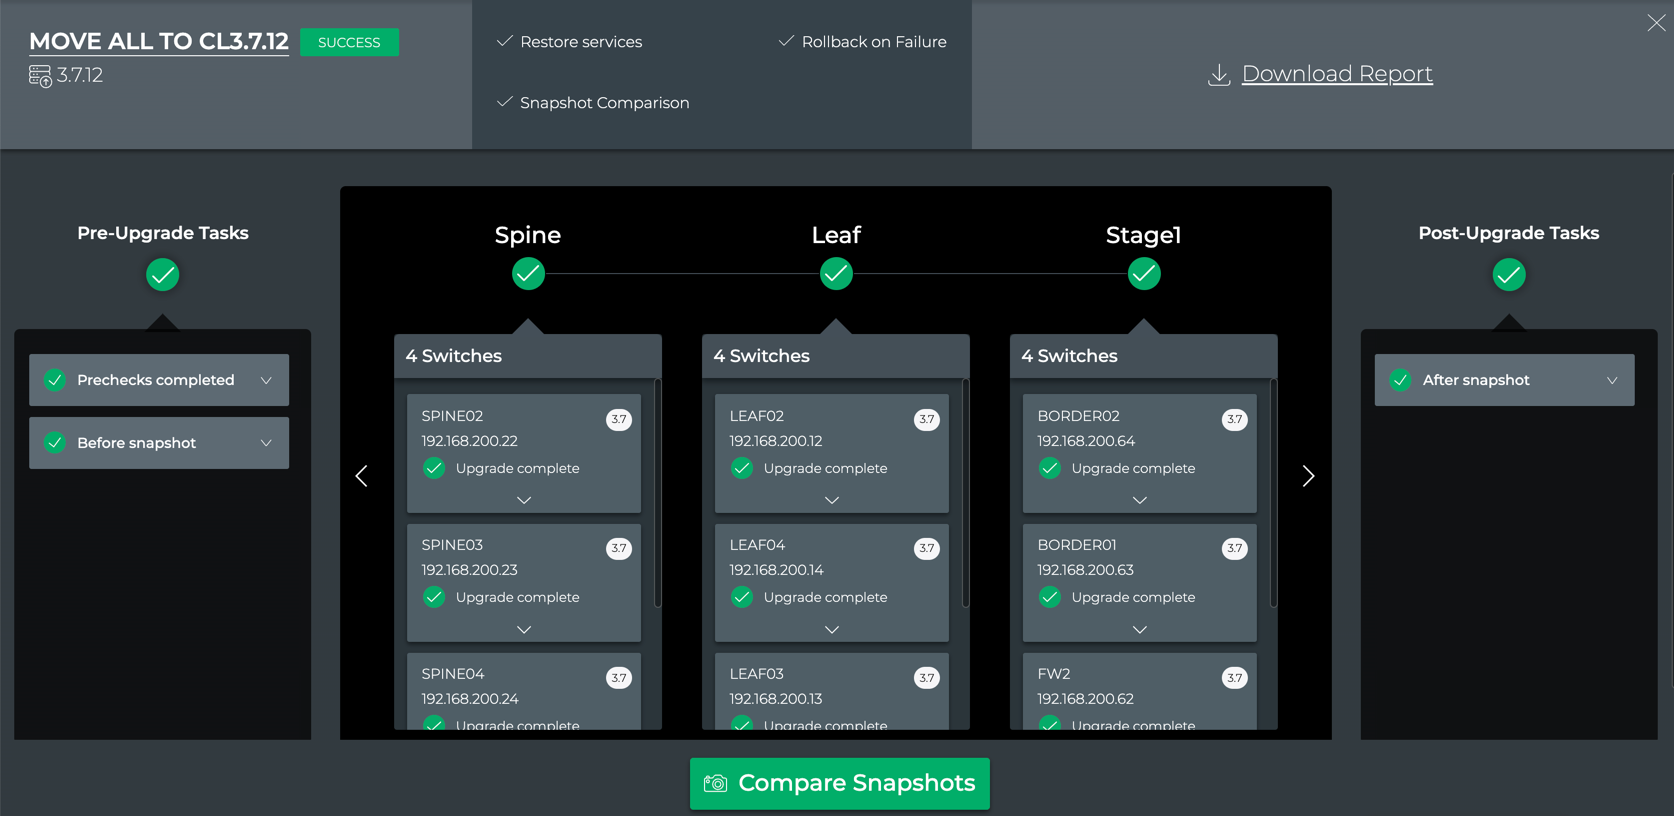 MOVE ALL TO CL3.7.12
SUCCESS
3.7.12
Restore services
Rollback on Failure
Snapshot Comparison
Download Report
Pre-Upgrade Tasks
Prechecks completed
Before snapshot
Spine
4 Switches
SPINE02
3.7
192.168.200.22
Upgrade complete
SPINE03
3.7
192.168.200.23
Upgrade complete
SPINE04
3.7
192.168.200.24
Upgrade complete
Leaf
4 Switches
LEAF02
3.7
192.168.200.12
Upgrade complete
LEAF04
3.7
192.168.200.14
Upgrade complete
LEAF03
3.7
192.168.200.13
Upgrade complete
Stage1
4 Switches
BORDER02
3.7
192.168.200.64
Upgrade complete
BORDER01
3.7
192.168.200.63
Upgrade complete
FW2
3.7
192.168.200.62
Upgrade complete
Post-Upgrade Tasks
After snapshot
Compare Snapshots